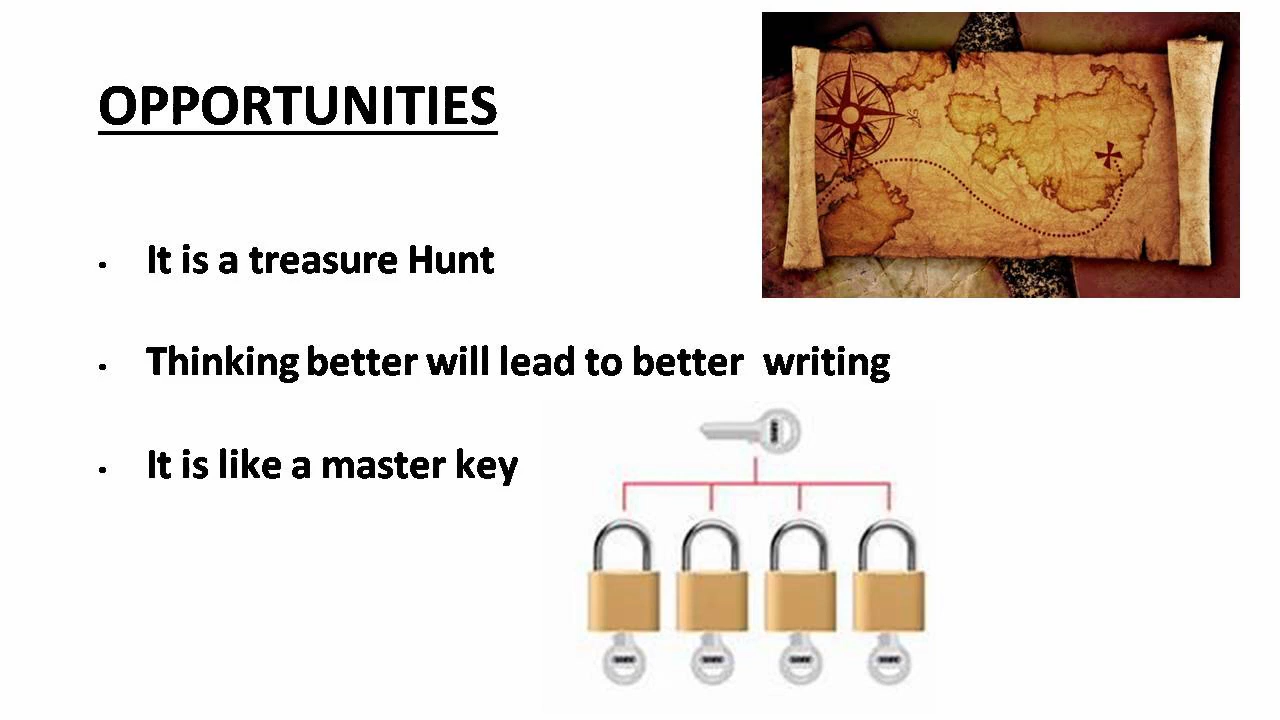 OPPORTUNITIES
• It is a treasure Hunt
• Thinking better will lead to better writing
• It is like a master key